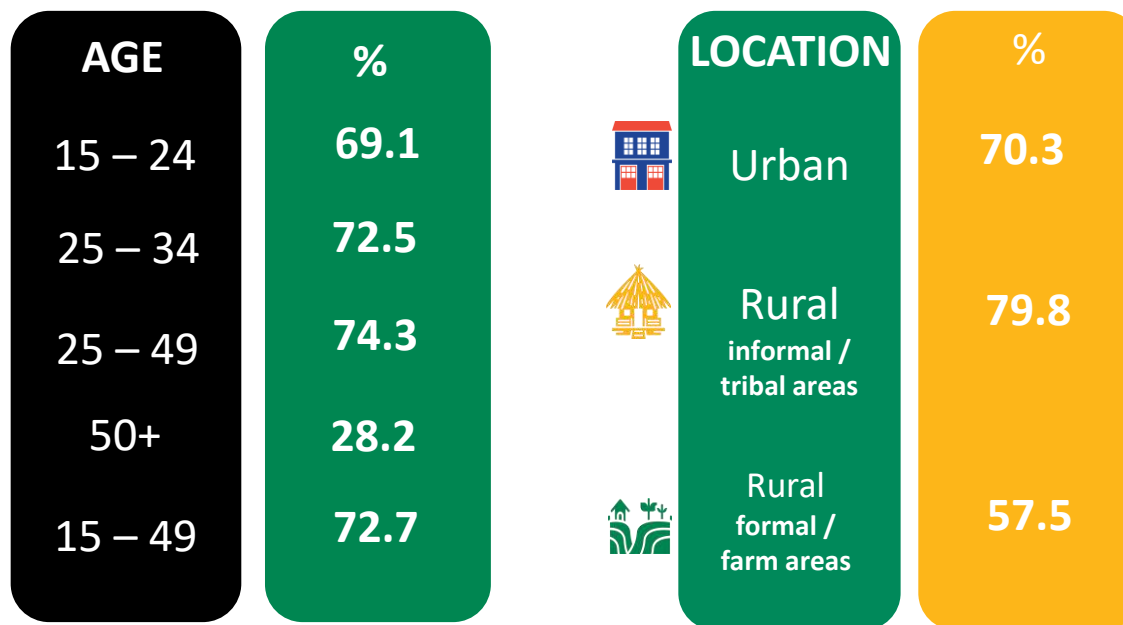 AGE %
15 – 24 69.1
25 – 34 72.5
25 – 49 74.3
50+ 28.2
15 – 49 72.7
LOCATION %
Urban 70.3
Rural 79.8
informal /
tribal areas
Rural
formal / 57.5
farm areas